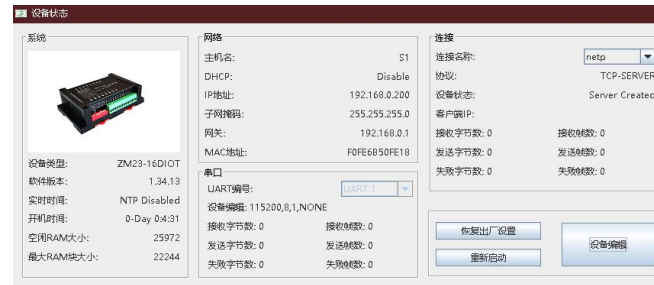 设备状态
系统
设备类型: ZM23-16DIOT
软件版本: 1.34.13
实时时间: NTP Disabled
开机时间: 0-Day 0:4:31
空闲RAM大小: 25972
最大RAM块大小: 22244
网络
主机名: S1
DHCP: Disable
IP地址: 192.168.0.200
子网掩码: 255.255.255.0
网关: 192.168.0.1
MAC地址: F0FE6B50FE18
串口
UART编号: UART 1
设备编辑: 115200,8,1,NONE
接收字节数: 0 接收帧数: 0
发送字节数: 0 发送帧数: 0
失败字节数: 0 失败帧数: 0
连接
连接名称: netp
协议: TCP-SERVER
设备状态: Server Created
客户端IP:
接收字节数: 0 接收帧数: 0
发送字节数: 0 发送帧数: 0
失败字节数: 0 失败帧数: 0
恢复出厂设置
重新启动
设备编辑